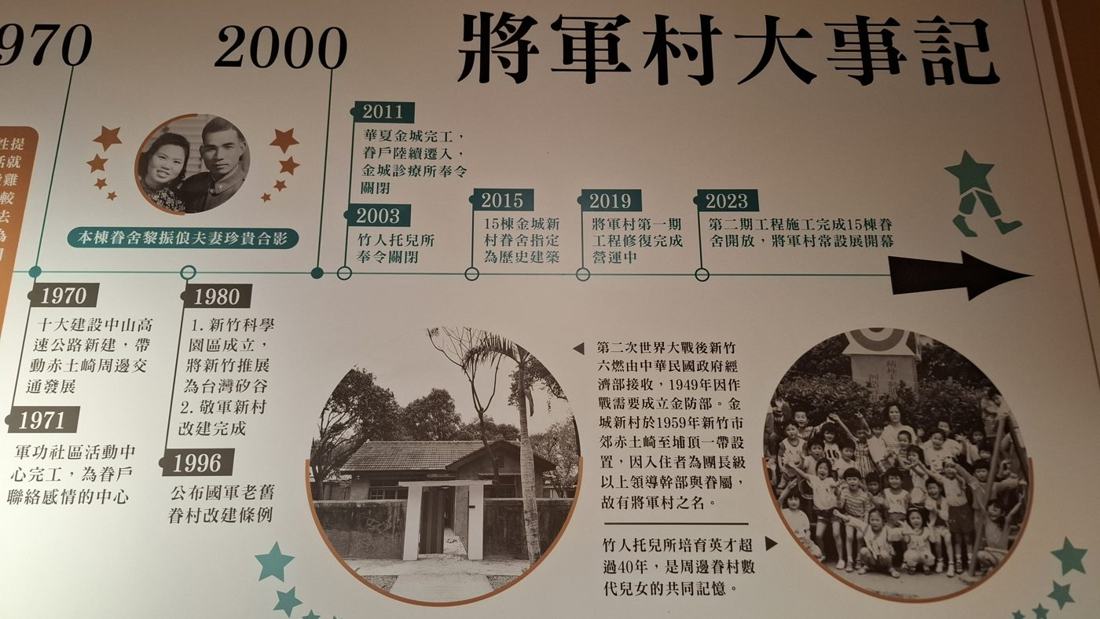 將軍村大事記
970
2000
性提
活就
雞
較
去
為
2011
華夏金城完工，
眷戶陸續遷入，
金城診療所奉令
關閉
2003
竹人托兒所
奉令關閉
2015
15棟金城新
村眷舍指定
為歷史建築
2019
將軍村第一期
工程修復完成
營運中
2023
第二期工程施工完成15棟眷
舍開放，將軍村常設展開幕
本棟眷舍黎振俍夫妻珍貴合影
1970
十大建設中山高
速公路新建，帶
動赤土崎周邊交
通發展
1971
軍功社區活動中
心完工，為眷戶
聯絡感情的中心
1980
1. 新竹科學
園區成立，
將新竹推展
為台灣矽谷
2. 敬軍新村
改建完成
1996
公布國軍老舊
眷村改建條例
第二次世界大戰後新竹
六燃由中華民國政府經
濟部接收，1949年因作
戰需要成立金防部。金
城新村於1959年新竹市
郊赤土崎至埔頂一帶設
置，因入住者為團長級
以上領導幹部與眷屬，
故有將軍村之名。
竹人托兒所培育英才超
過40年，是周邊眷村數
代兒女的共同記憶。